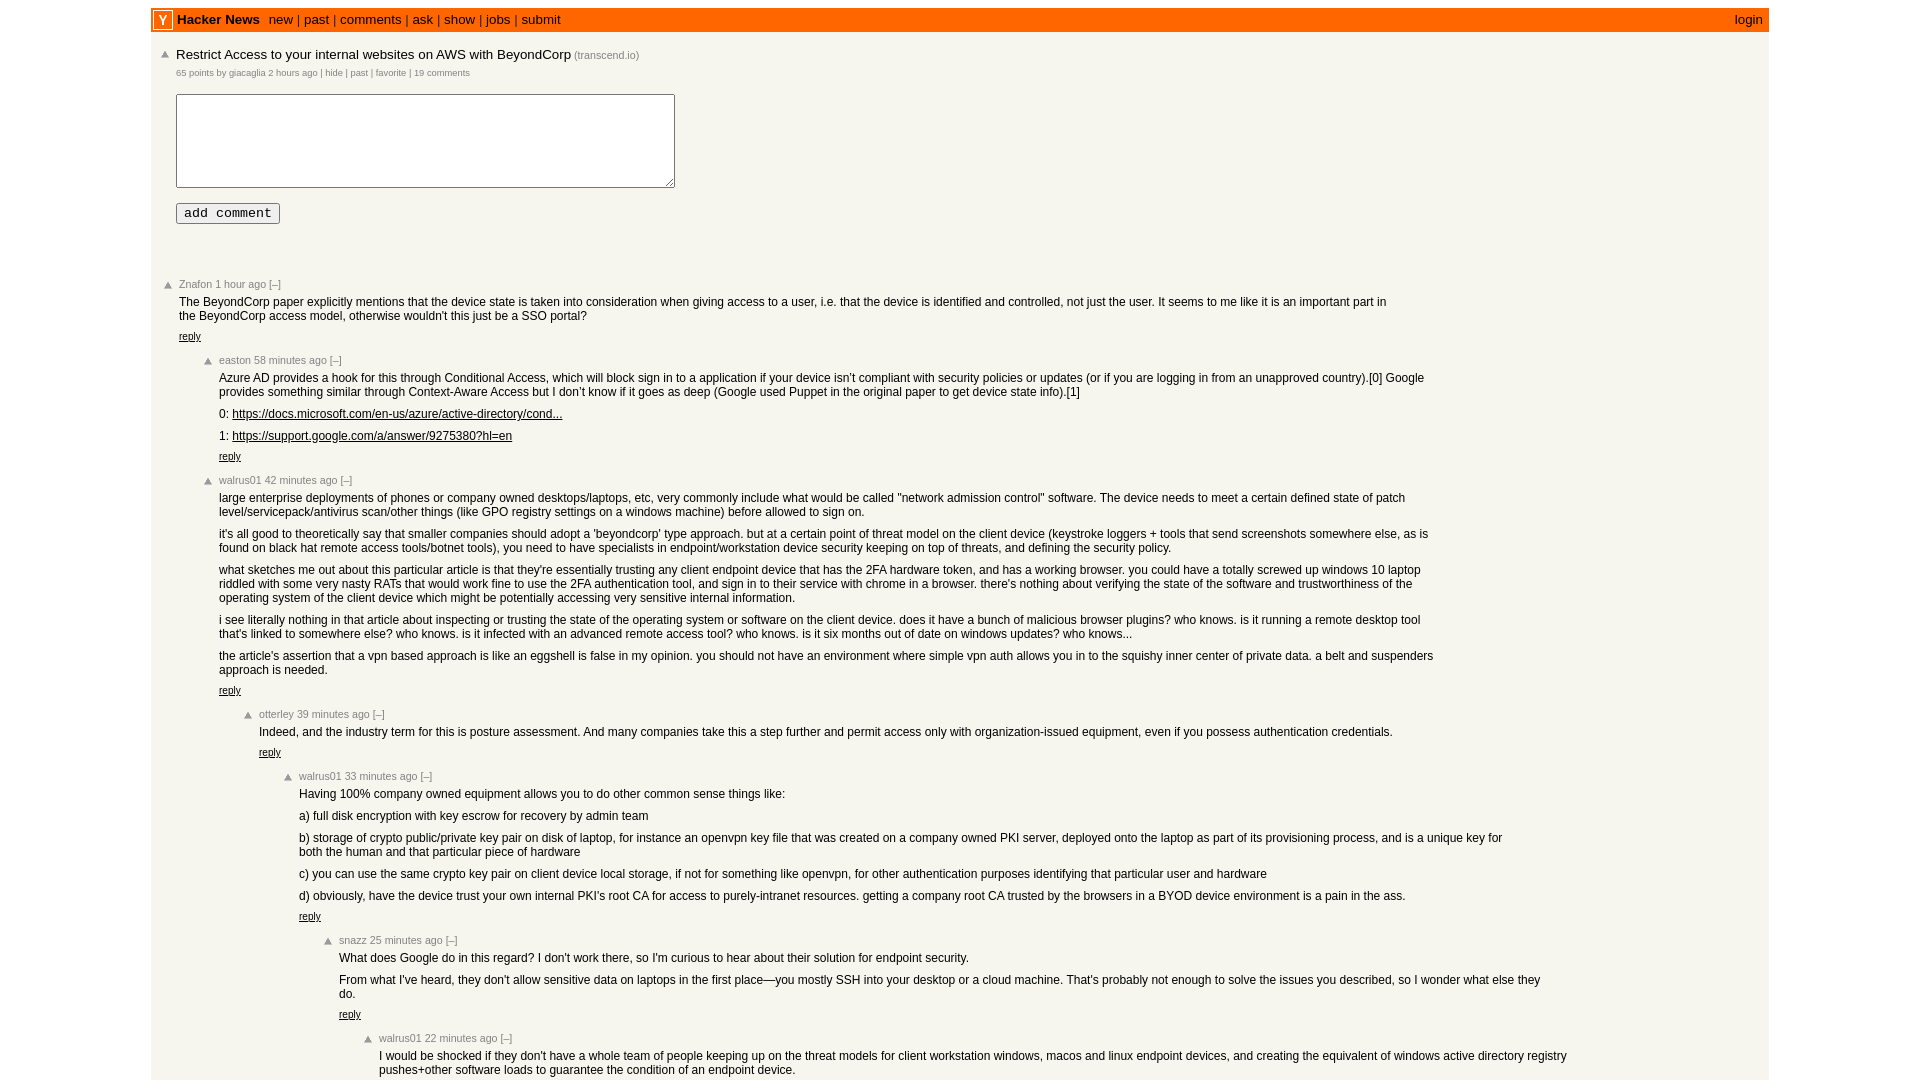 Y Hacker News new | past | comments | ask | show | jobs | submit login
Restrict Access to your internal websites on AWS with BeyondCorp (transcend.io)
65 points by giacaglia 2 hours ago | hide | past | favorite | 19 comments
add comment
Znafon 1 hour ago [–]
The BeyondCorp paper explicitly mentions that the device state is taken into consideration when giving access to a user, i.e. that the device is identified and controlled, not just the user. It seems to me like it is an important part in
the BeyondCorp access model, otherwise wouldn't this just be a SSO portal?
reply
easton 58 minutes ago [–]
Azure AD provides a hook for this through Conditional Access, which will block sign in to a application if your device isn’t compliant with security policies or updates (or if you are logging in from an unapproved country).[0] Google
provides something similar through Context-Aware Access but I don’t know if it goes as deep (Google used Puppet in the original paper to get device state info).[1]
0: https://docs.microsoft.com/en-us/azure/active-directory/cond...
1: https://support.google.com/a/answer/9275380?hl=en
reply
walrus01 42 minutes ago [–]
large enterprise deployments of phones or company owned desktops/laptops, etc, very commonly include what would be called "network admission control" software. The device needs to meet a certain defined state of patch
level/servicepack/antivirus scan/other things (like GPO registry settings on a windows machine) before allowed to sign on.
it's all good to theoretically say that smaller companies should adopt a 'beyondcorp' type approach. but at a certain point of threat model on the client device (keystroke loggers + tools that send screenshots somewhere else, as is
found on black hat remote access tools/botnet tools), you need to have specialists in endpoint/workstation device security keeping on top of threats, and defining the security policy.
what sketches me out about this particular article is that they're essentially trusting any client endpoint device that has the 2FA hardware token, and has a working browser. you could have a totally screwed up windows 10 laptop
riddled with some very nasty RATs that would work fine to use the 2FA authentication tool, and sign in to their service with chrome in a browser. there's nothing about verifying the state of the software and trustworthiness of the
operating system of the client device which might be potentially accessing very sensitive internal information.
i see literally nothing in that article about inspecting or trusting the state of the operating system or software on the client device. does it have a bunch of malicious browser plugins? who knows. is it running a remote desktop tool
that's linked to somewhere else? who knows. is it infected with an advanced remote access tool? who knows. is it six months out of date on windows updates? who knows...
the article's assertion that a vpn based approach is like an eggshell is false in my opinion. you should not have an environment where simple vpn auth allows you in to the squishy inner center of private data. a belt and suspenders
approach is needed.
reply
otterley 39 minutes ago [–]
Indeed, and the industry term for this is posture assessment. And many companies take this a step further and permit access only with organization-issued equipment, even if you possess authentication credentials.
reply
walrus01 33 minutes ago [–]
Having 100% company owned equipment allows you to do other common sense things like:
a) full disk encryption with key escrow for recovery by admin team
b) storage of crypto public/private key pair on disk of laptop, for instance an openvpn key file that was created on a company owned PKI server, deployed onto the laptop as part of its provisioning process, and is a unique key for
both the human and that particular piece of hardware
c) you can use the same crypto key pair on client device local storage, if not for something like openvpn, for other authentication purposes identifying that particular user and hardware
d) obviously, have the device trust your own internal PKI's root CA for access to purely-intranet resources. getting a company root CA trusted by the browsers in a BYOD device environment is a pain in the ass.
reply
snazz 25 minutes ago [–]
What does Google do in this regard? I don't work there, so I'm curious to hear about their solution for endpoint security.
From what I've heard, they don't allow sensitive data on laptops in the first place—you mostly SSH into your desktop or a cloud machine. That's probably not enough to solve the issues you described, so I wonder what else they
do.
reply
walrus01 22 minutes ago [–]
I would be shocked if they don't have a whole team of people keeping up on the threat models for client workstation windows, macos and linux endpoint devices, and creating the equivalent of windows active directory registry
pushes+other software loads to guarantee the condition of an endpoint device.